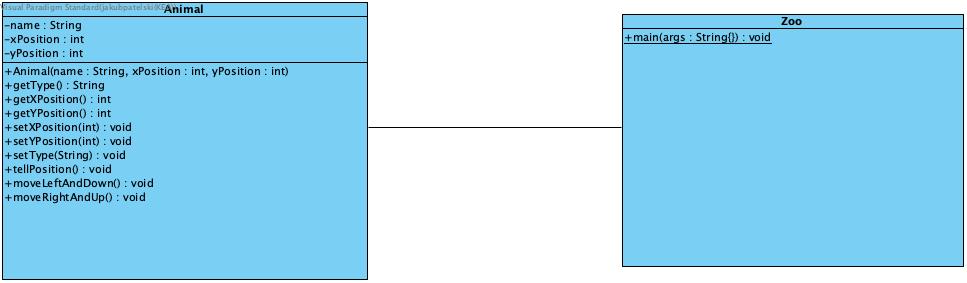 Visual Paradigm Standard(jakubpatelski(KEA))
Animal
-name : String
-xPosition : int
-yPosition : int
+Animal(name : String, xPosition : int, yPosition : int)
+getType() : String
+getXPosition() : int
+getYPosition() : int
+setXPosition(int) : void
+setYPosition(int) : void
+setType(String) : void
+tellPosition() : void
+moveLeftAndDown() : void
+moveRightAndUp() : void
Zoo
+main(args : String{}) : void